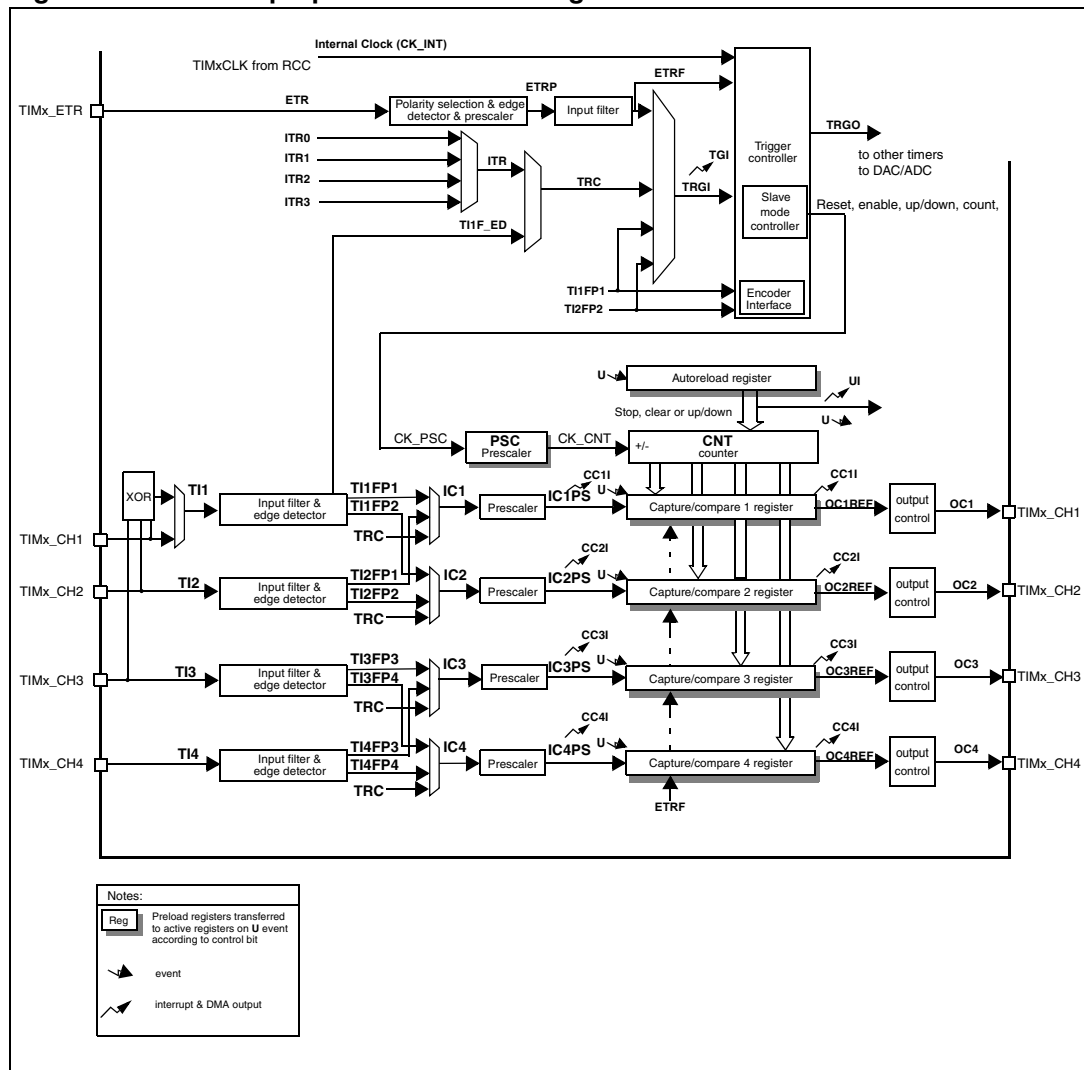 Internal Clock (CK_INT)
TIMxCLK from RCC
ETRF
TIMx_ETR
ETR
Polarity selection & edge
detector & prescaler
ETRP
Input filter
ITR0
ITR1
ITR2
ITR3
ITR
TI1F_ED
TRC
TGI
TRGI
Trigger
controller
TRGO
to other timers
to DAC/ADC
Slave
mode
controller
Reset, enable, up/down, count,
TI1FP1
TI2FP2
Encoder
Interface
U
Autoreload register
UI
Stop, clear or up/down
U
CK_PSC
PSC
Prescaler
CK_CNT
+/-
CNT
counter
XOR
TI1
Input filter &
edge detector
TI1FP1
TI1FP2
TRC
IC1
Prescaler
IC1PS
CC1I
U
Capture/compare 1 register
CC1I
OC1REF
output
control
OC1
TIMx_CH1
TIMx_CH1
TIMx_CH2
TI2
Input filter &
edge detector
TI2FP1
TI2FP2
TRC
IC2
Prescaler
IC2PS
CC2I
U
Capture/compare 2 register
CC2I
OC2REF
output
control
OC2
TIMx_CH2
TIMx_CH3
TI3
Input filter &
edge detector
TI3FP3
TI3FP4
TRC
IC3
Prescaler
IC3PS
CC3I
U
Capture/compare 3 register
CC3I
OC3REF
output
control
OC3
TIMx_CH3
TIMx_CH4
TI4
Input filter &
edge detector
TI4FP3
TI4FP4
TRC
IC4
Prescaler
IC4PS
CC4I
U
Capture/compare 4 register
CC4I
OC4REF
output
control
OC4
TIMx_CH4
ETRF
Notes:
Reg
Preload registers transferred
to active registers on U event
according to control bit
event
interrupt & DMA output